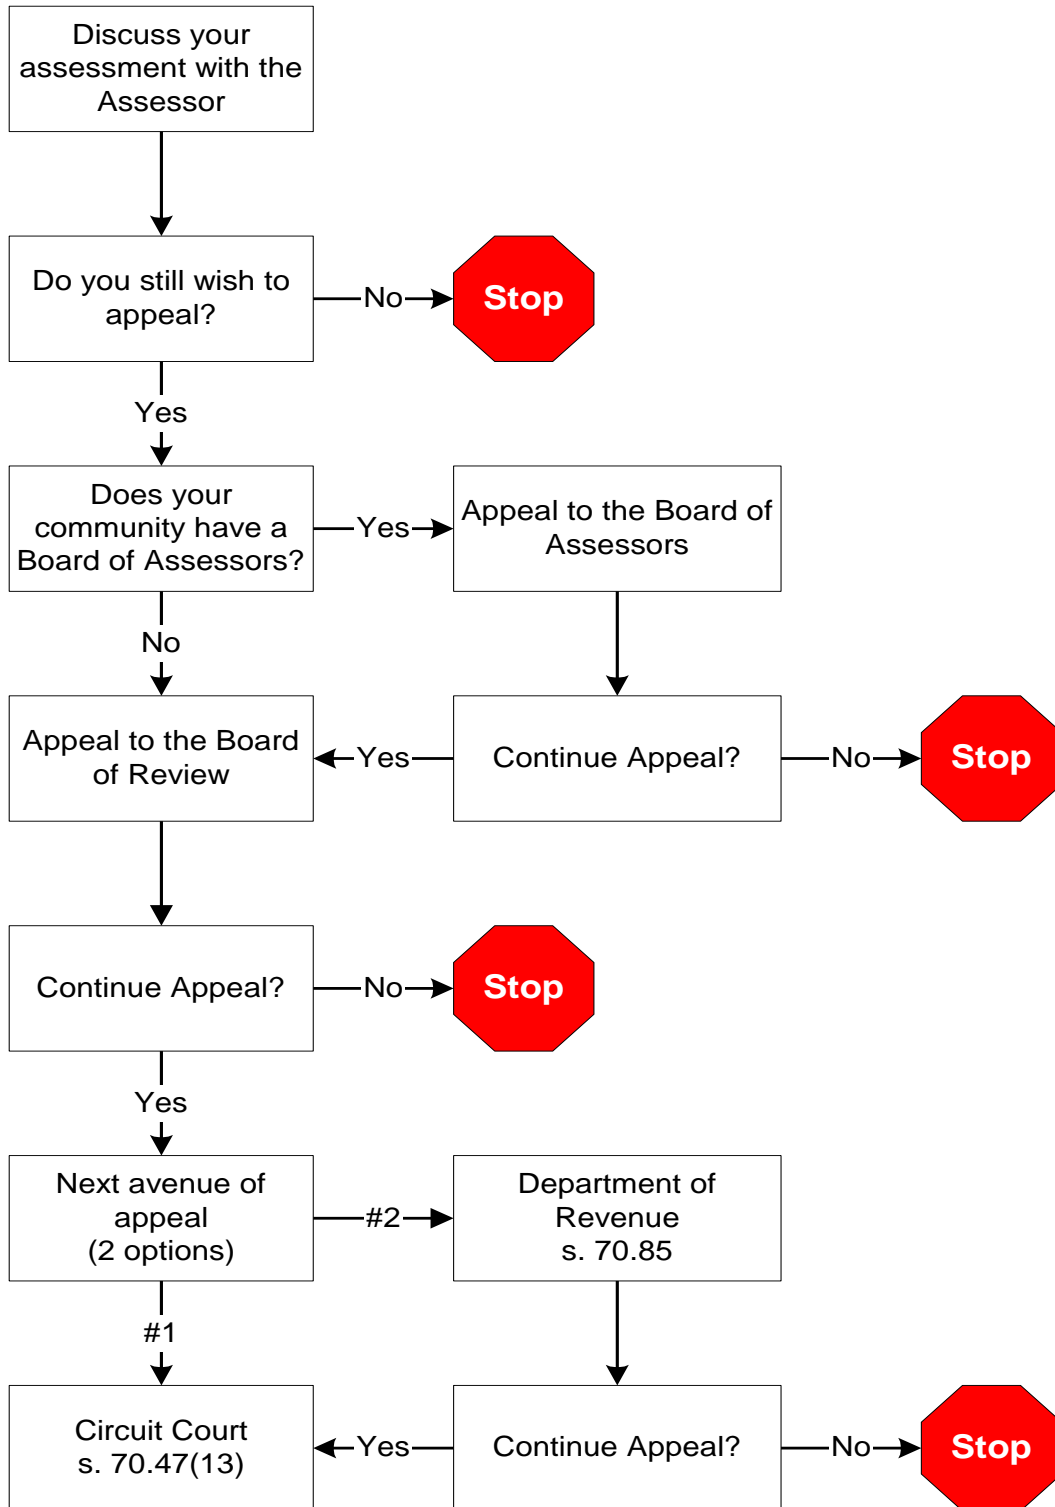 Discuss your
assessment with the
Assessor
Do you still wish to
appeal?
No
Stop
Yes
Does your
community have a
Board of Assessors?
Yes
Appeal to the Board of
Assessors
No
Appeal to the Board
of Review
Yes
Continue Appeal?
No
Stop
Continue Appeal?
No
Stop
Yes
Next avenue of
appeal
(2 options)
#2
Department of
Revenue
s. 70.85
#1
Circuit Court
s. 70.47(13)
Yes
Continue Appeal?
No
Stop